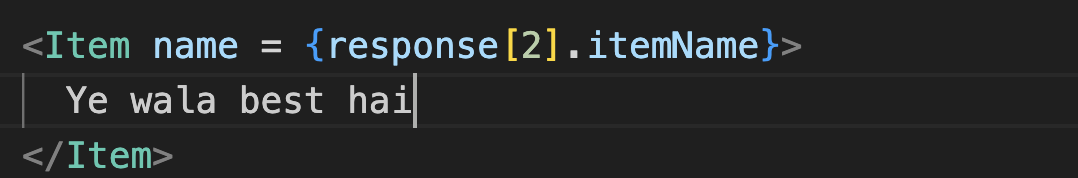 <Item name = {response[2].itemName}>
Ye wala best hai
</Item>